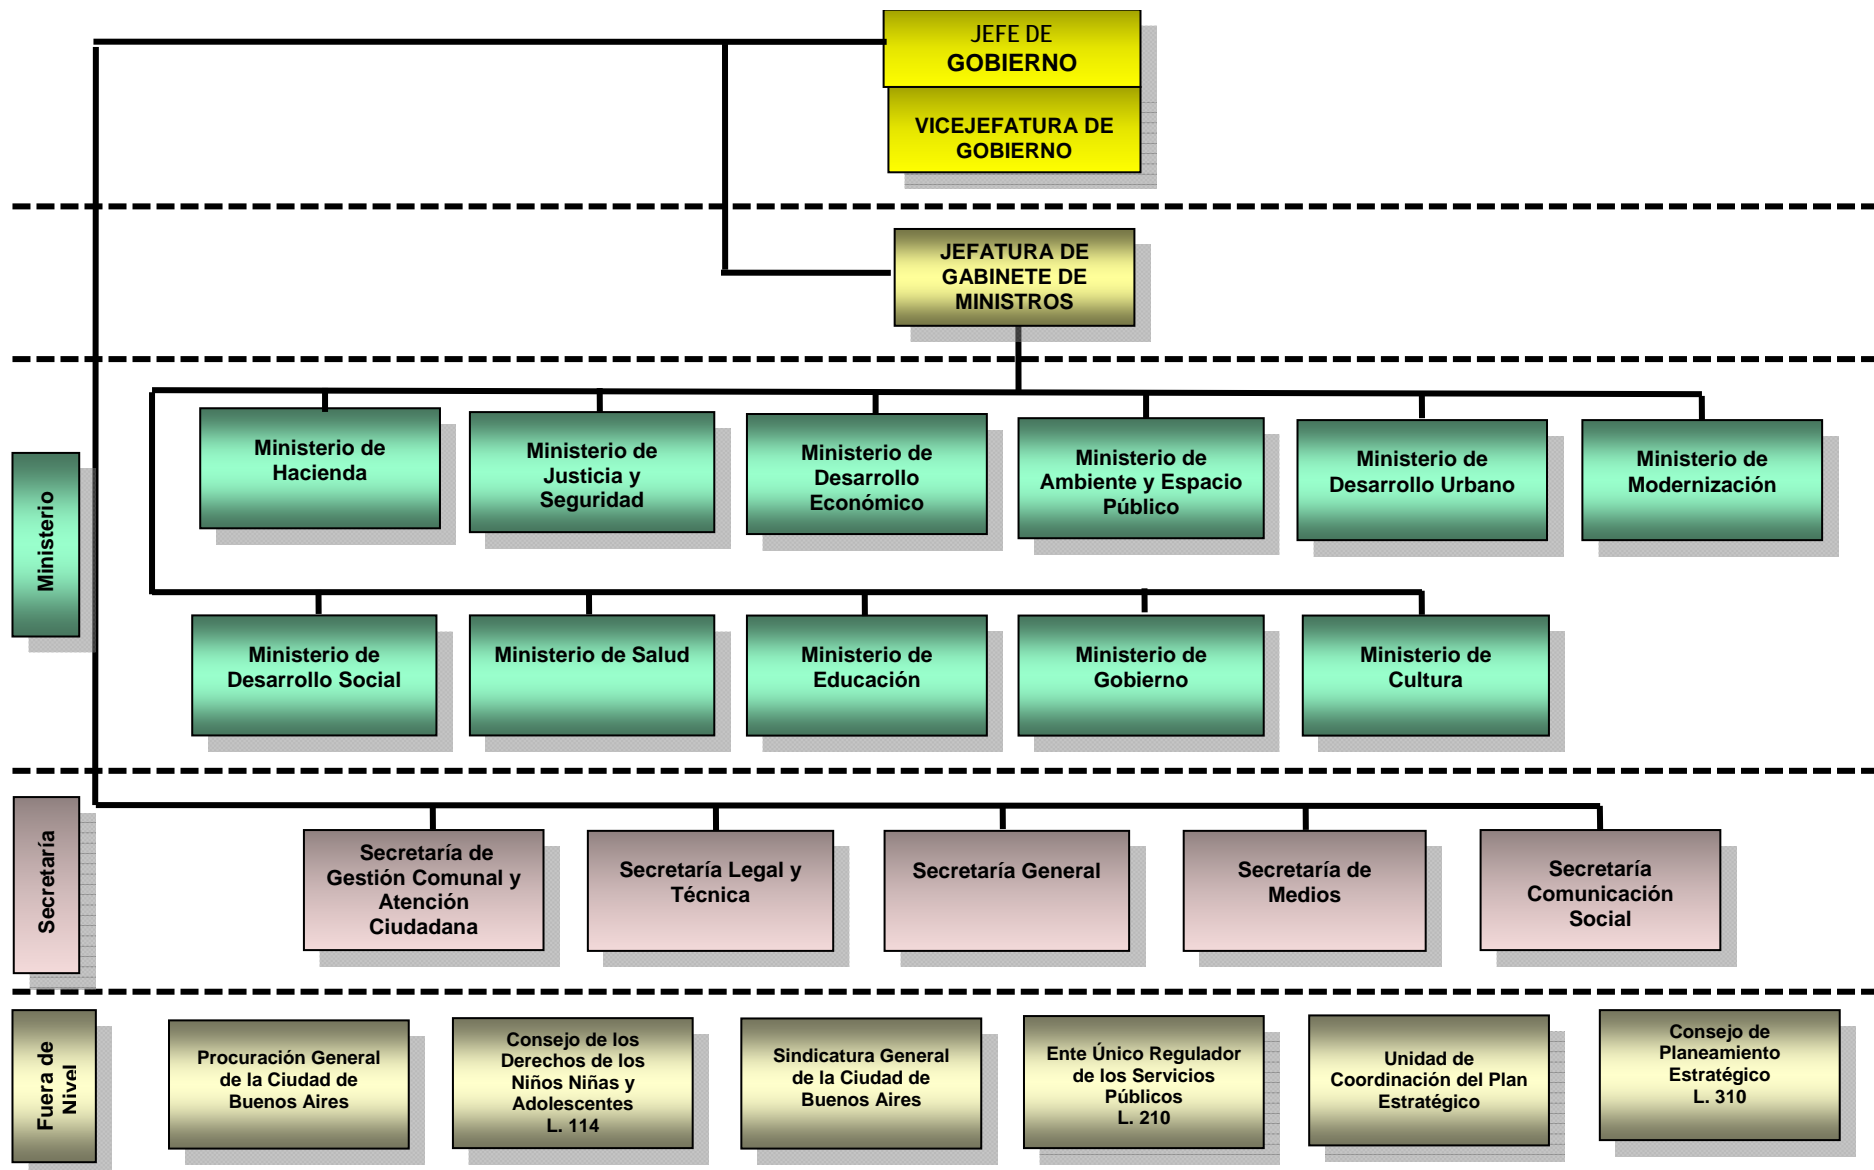 JEFE DE
GOBIERNO
VICEJEFATURA DE
GOBIERNO
JEFATURA DE
GABINETE DE
MINISTROS
Ministerio
Ministerio de
Hacienda
Ministerio de
Justicia y
Seguridad
Ministerio de
Desarrollo
Económico
Ministerio de
Ambiente y Espacio
Público
Ministerio de
Desarrollo Urbano
Ministerio de
Modernización
Ministerio de
Desarrollo Social
Ministerio de Salud
Ministerio de
Educación
Ministerio de
Gobierno
Ministerio de
Cultura
Secretaría
Secretaría de
Gestión Comunal y
Atención
Ciudadana
Secretaría Legal y
Técnica
Secretaría General
Secretaría de
Medios
Secretaría
Comunicación
Social
Fuera de
Nivel
Procuración General
de la Ciudad de
Buenos Aires
Consejo de los
Derechos de los
Niños Niñas y
Adolescentes
L. 114
Sindicatura General
de la Ciudad de
Buenos Aires
Ente Único Regulador
de los Servicios
Públicos
L. 210
Unidad de
Coordinación del Plan
Estratégico
Consejo de
Planeamiento
Estratégico
L. 310